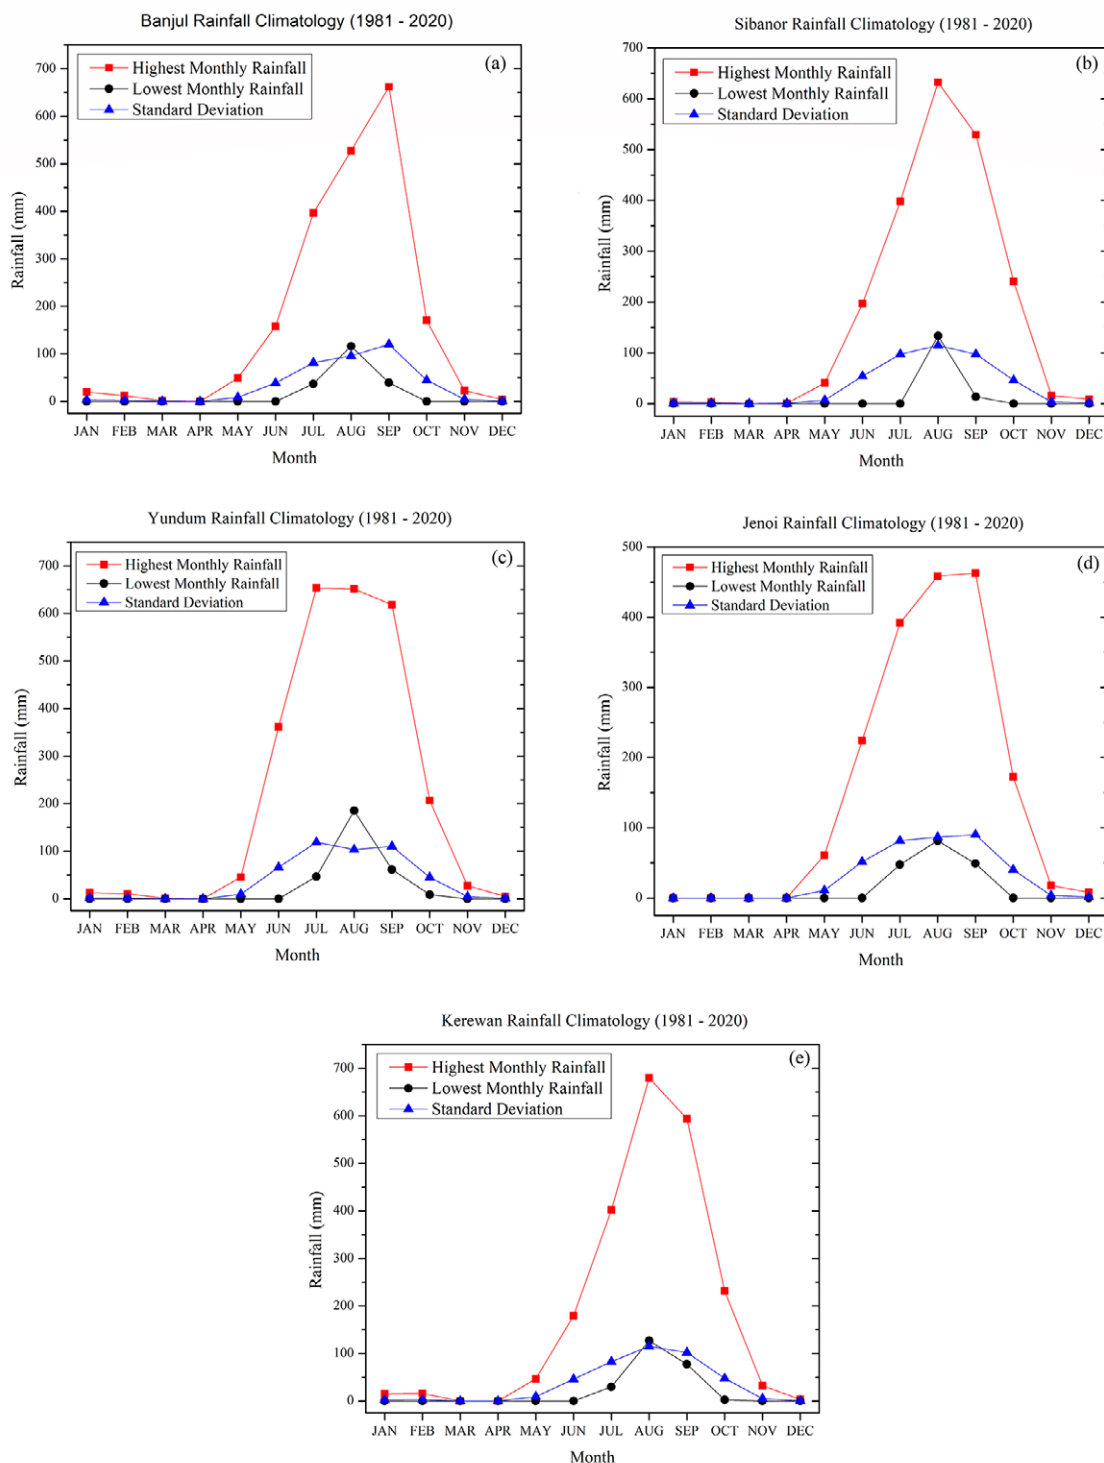 Banjul Rainfall Climatology (1981 - 2020)
(a)
Highest Monthly Rainfall
Lowest Monthly Rainfall
Standard Deviation
700
600
500
400
300
200
100
0
Rainfall (mm)
JAN FEB MAR APR MAY JUN JUL AUG SEP OCT NOV DEC
Month
Sibanor Rainfall Climatology (1981 - 2020)
(b)
Highest Monthly Rainfall
Lowest Monthly Rainfall
Standard Deviation
700
600
500
400
300
200
100
0
Rainfall (mm)
JAN FEB MAR APR MAY JUN JUL AUG SEP OCT NOV DEC
Month
Yundum Rainfall Climatology (1981 - 2020)
(c)
Highest Monthly Rainfall
Lowest Monthly Rainfall
Standard Deviation
700
600
500
400
300
200
100
0
Rainfall (mm)
JAN FEB MAR APR MAY JUN JUL AUG SEP OCT NOV DEC
Month
Jenoi Rainfall Climatology (1981 - 2020)
(d)
Highest Monthly Rainfall
Lowest Monthly Rainfall
Standard Deviation
500
400
300
200
100
0
Rainfall (mm)
JAN FEB MAR APR MAY JUN JUL AUG SEP OCT NOV DEC
Month
Kerewan Rainfall Climatology (1981 - 2020)
(e)
Highest Monthly Rainfall
Lowest Monthly Rainfall
Standard Deviation
700
600
500
400
300
200
100
0
Rainfall (mm)
JAN FEB MAR APR MAY JUN JUL AUG SEP OCT NOV DEC
Month